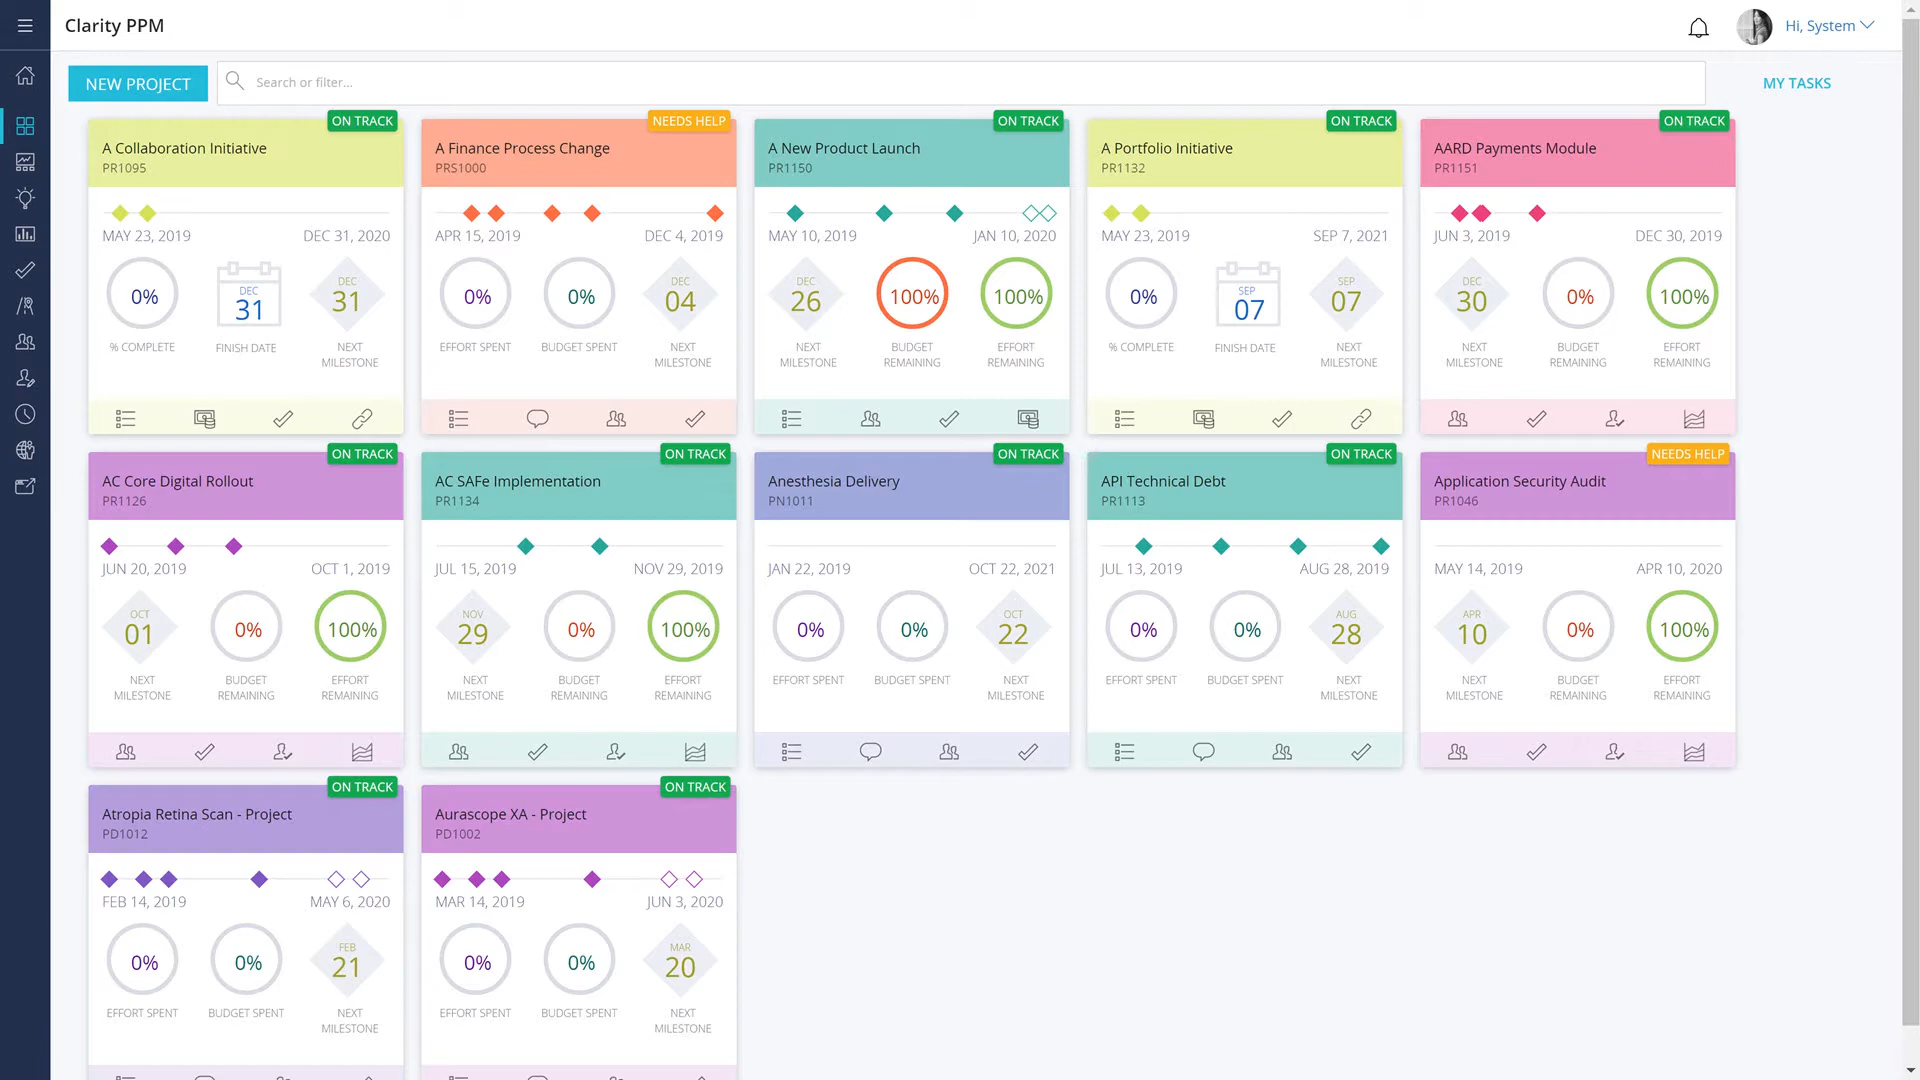 Clarity PPM
Hi, System
NEW PROJECT
Search or filter...
MY TASKS
ON TRACK
A Collaboration Initiative
PR1095
MAY 23, 2019 DEC 31, 2020
0%
DEC
31
DEC
31
% COMPLETE
FINISH DATE
NEXT
MILESTONE
NEEDS HELP
A Finance Process Change
PRS1000
APR 15, 2019 DEC 4, 2019
0%
0%
DEC
04
EFFORT SPENT
BUDGET SPENT
NEXT
MILESTONE
ON TRACK
A New Product Launch
PR1150
MAY 10, 2019 JAN 10, 2020
DEC
26
100%
100%
NEXT
MILESTONE
BUDGET
REMAINING
EFFORT
REMAINING
ON TRACK
A Portfolio Initiative
PR1132
MAY 23, 2019 SEP 7, 2021
0%
SEP
07
SEP
07
% COMPLETE
FINISH DATE
NEXT
MILESTONE
ON TRACK
AARD Payments Module
PR1151
JUN 3, 2019 DEC 30, 2019
DEC
30
0%
100%
NEXT
MILESTONE
BUDGET
REMAINING
EFFORT
REMAINING
ON TRACK
AC Core Digital Rollout
PR1126
JUN 20, 2019 OCT 1, 2019
OCT
01
0%
100%
NEXT
MILESTONE
BUDGET
REMAINING
EFFORT
REMAINING
ON TRACK
AC SAFe Implementation
PR1134
JUL 15, 2019 NOV 29, 2019
NOV
29
0%
100%
NEXT
MILESTONE
BUDGET
REMAINING
EFFORT
REMAINING
ON TRACK
Anesthesia Delivery
PN1011
JAN 22, 2019 OCT 22, 2021
0%
0%
OCT
22
EFFORT SPENT
BUDGET SPENT
NEXT
MILESTONE
ON TRACK
API Technical Debt
PR1113
JUL 13, 2019 AUG 28, 2019
0%
0%
AUG
28
EFFORT SPENT
BUDGET SPENT
NEXT
MILESTONE
NEEDS HELP
Application Security Audit
PR1046
MAY 14, 2019 APR 10, 2020
APR
10
0%
100%
NEXT
MILESTONE
BUDGET
REMAINING
EFFORT
REMAINING
ON TRACK
Atropia Retina Scan - Project
PD1012
FEB 14, 2019 MAY 6, 2020
0%
0%
FEB
21
EFFORT SPENT
BUDGET SPENT
NEXT
MILESTONE
ON TRACK
Aurascope XA - Project
PD1002
MAR 14, 2019 JUN 3, 2020
0%
0%
MAR
20
EFFORT SPENT
BUDGET SPENT
NEXT
MILESTONE